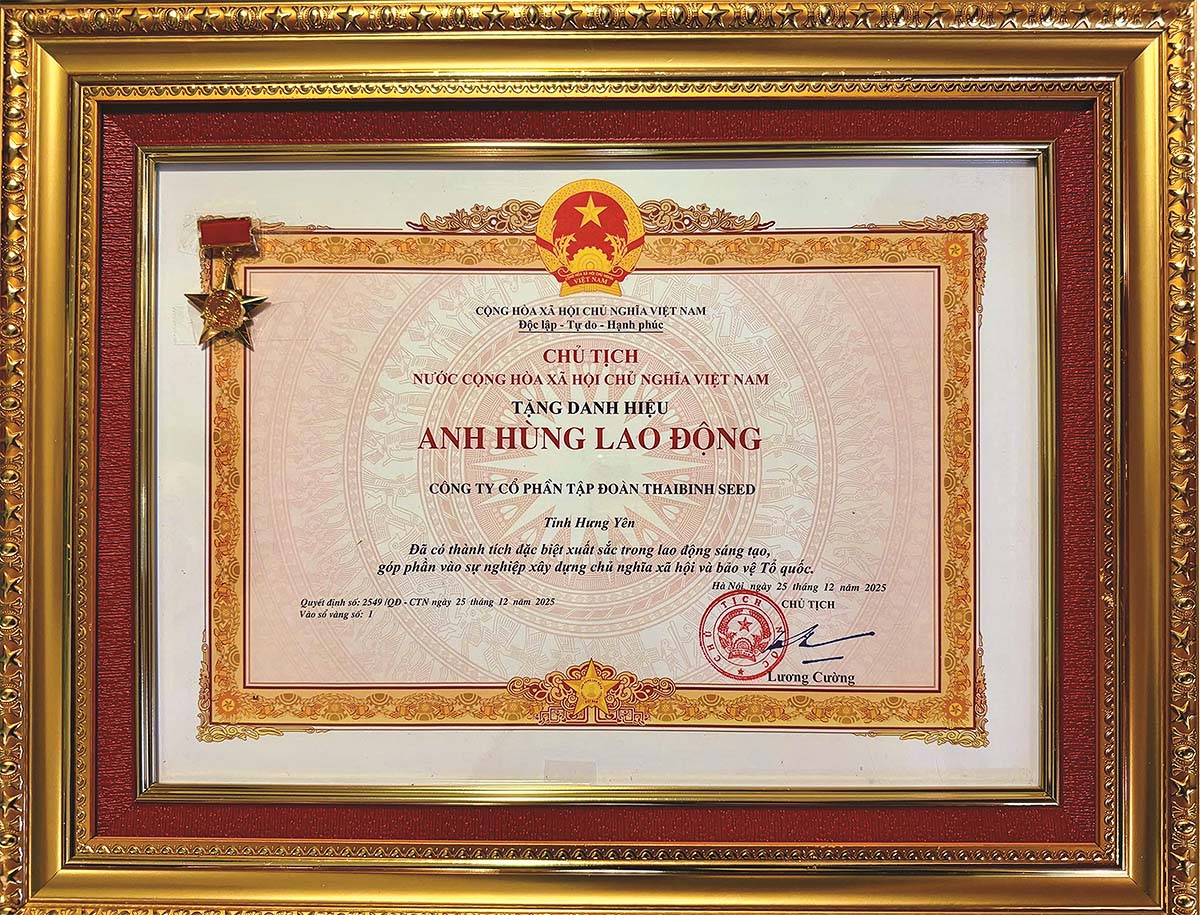 CỘNG HÒA XÃ HỘI CHỦ NGHĨA VIỆT NAM
Độc lập - Tự do - Hạnh phúc
CHỦ TỊCH
NƯỚC CỘNG HÒA XÃ HỘI CHỦ NGHĨA VIỆT NAM
TẶNG DANH HIỆU
ANH HÙNG LAO ĐỘNG
CÔNG TY CỔ PHẦN TẬP ĐOÀN THAIBINH SEED
Tỉnh Hưng Yên
Đã có thành tích đặc biệt xuất sắc trong lao động sáng tạo,
góp phần vào sự nghiệp xây dựng chủ nghĩa xã hội và bảo vệ Tổ quốc.
Hà Nội, ngày 25 tháng 12 năm 2025
Quyết định số: 2549 /QĐ - CTN ngày 25 tháng 12 năm 2025
Vào sổ vàng số: 1
CHỦ TỊCH
CHỦ TỊCH NƯỚC
Lương Cường
VIỆT NAM